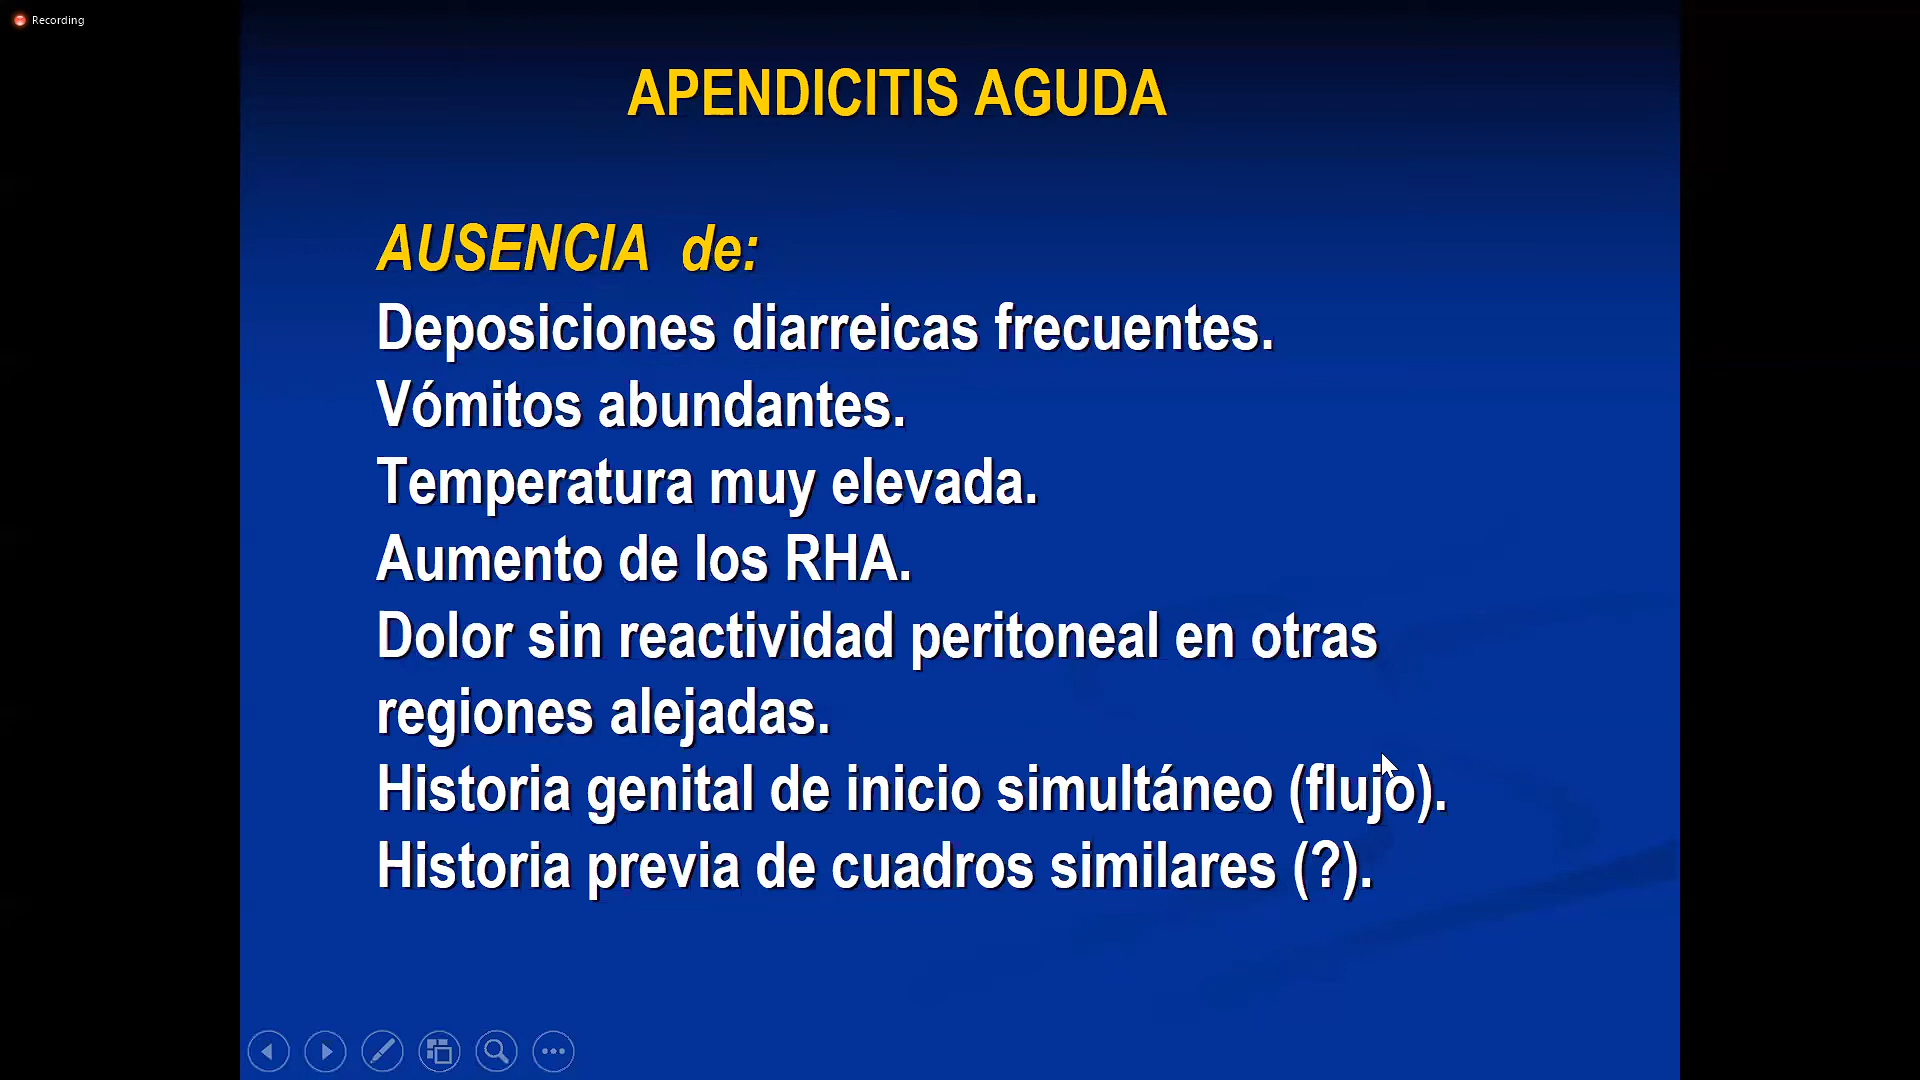 Recording
APENDICITIS AGUDA
AUSENCIA de:
Deposiciones diarreicas frecuentes.
Vómitos abundantes.
Temperatura muy elevada.
Aumento de los RHA.
Dolor sin reactividad peritoneal en otras
regiones alejadas.
Historia genital de inicio simultáneo (flujo).
Historia previa de cuadros similares (?).